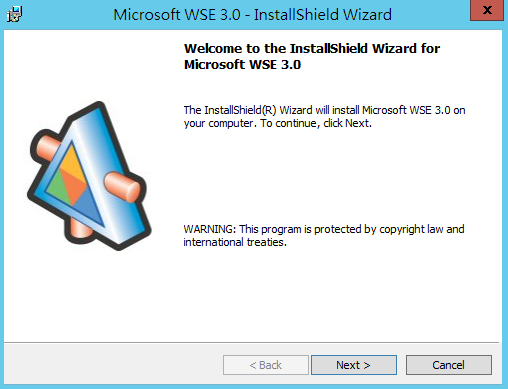 Microsoft WSE 3.0 - InstallShield Wizard
x
Welcome to the InstallShield Wizard for
Microsoft WSE 3.0
The InstallShield(R) Wizard will install Microsoft WSE 3.0 on
your computer. To continue, click Next.
WARNING: This program is protected by copyright law and
international treaties.
< Back
Next >
Cancel